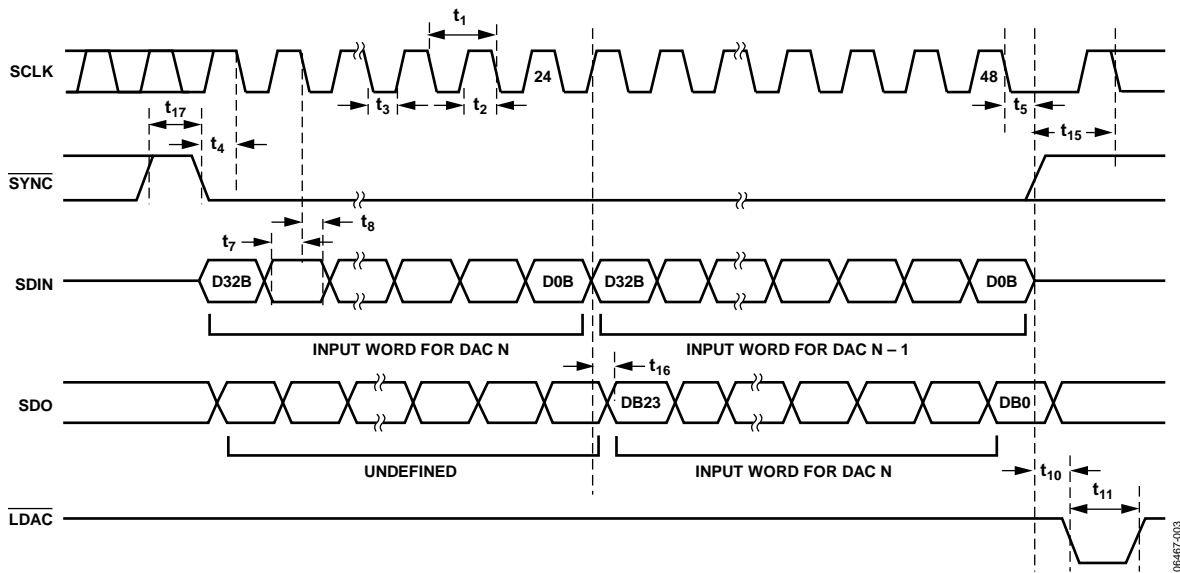 t1
SCLK
24
48
t3
t2
t5
t17
t4
t15
SYNC
t8
t7
SDIN
D32B
D0B
D32B
D0B
INPUT WORD FOR DAC N
INPUT WORD FOR DAC N – 1
t16
SDO
DB23
DB0
UNDEFINED
INPUT WORD FOR DAC N
t10
t11
LDAC
06467-003